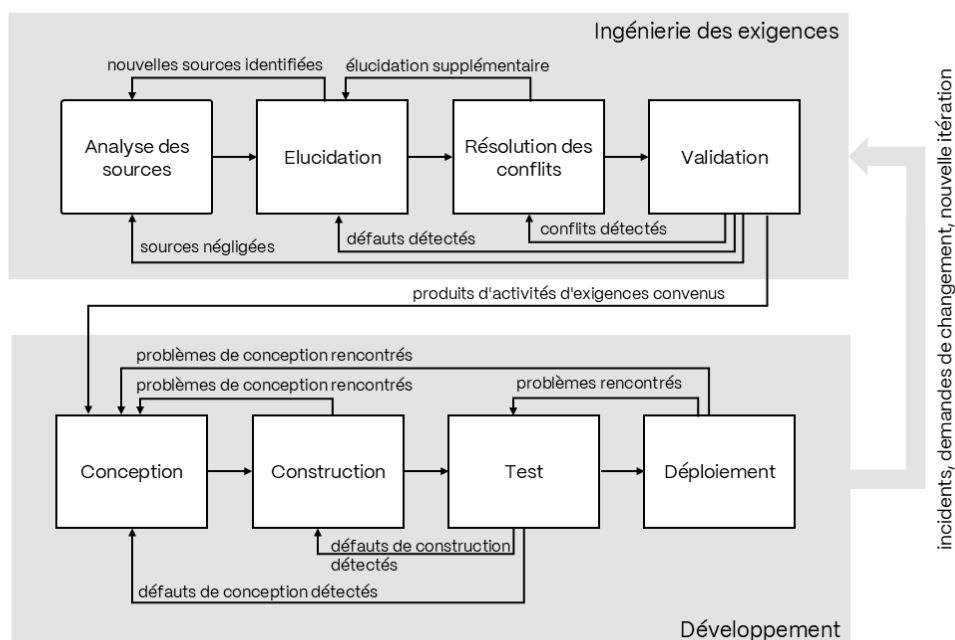 Ingénierie des exigences
nouvelles sources identifiées
élucidation supplémentaire
Analyse des
sources
Elucidation
Résolution des
conflits
Validation
sources négligées
défauts détectés
conflits détectés
produits d'activités d'exigences convenus
incidents, demandes de changement, nouvelle itération
problèmes de conception rencontrés
problèmes de conception rencontrés
problèmes rencontrés
Conception
Construction
Test
Déploiement
défauts de construction
détectés
défauts de conception détectés
Développement